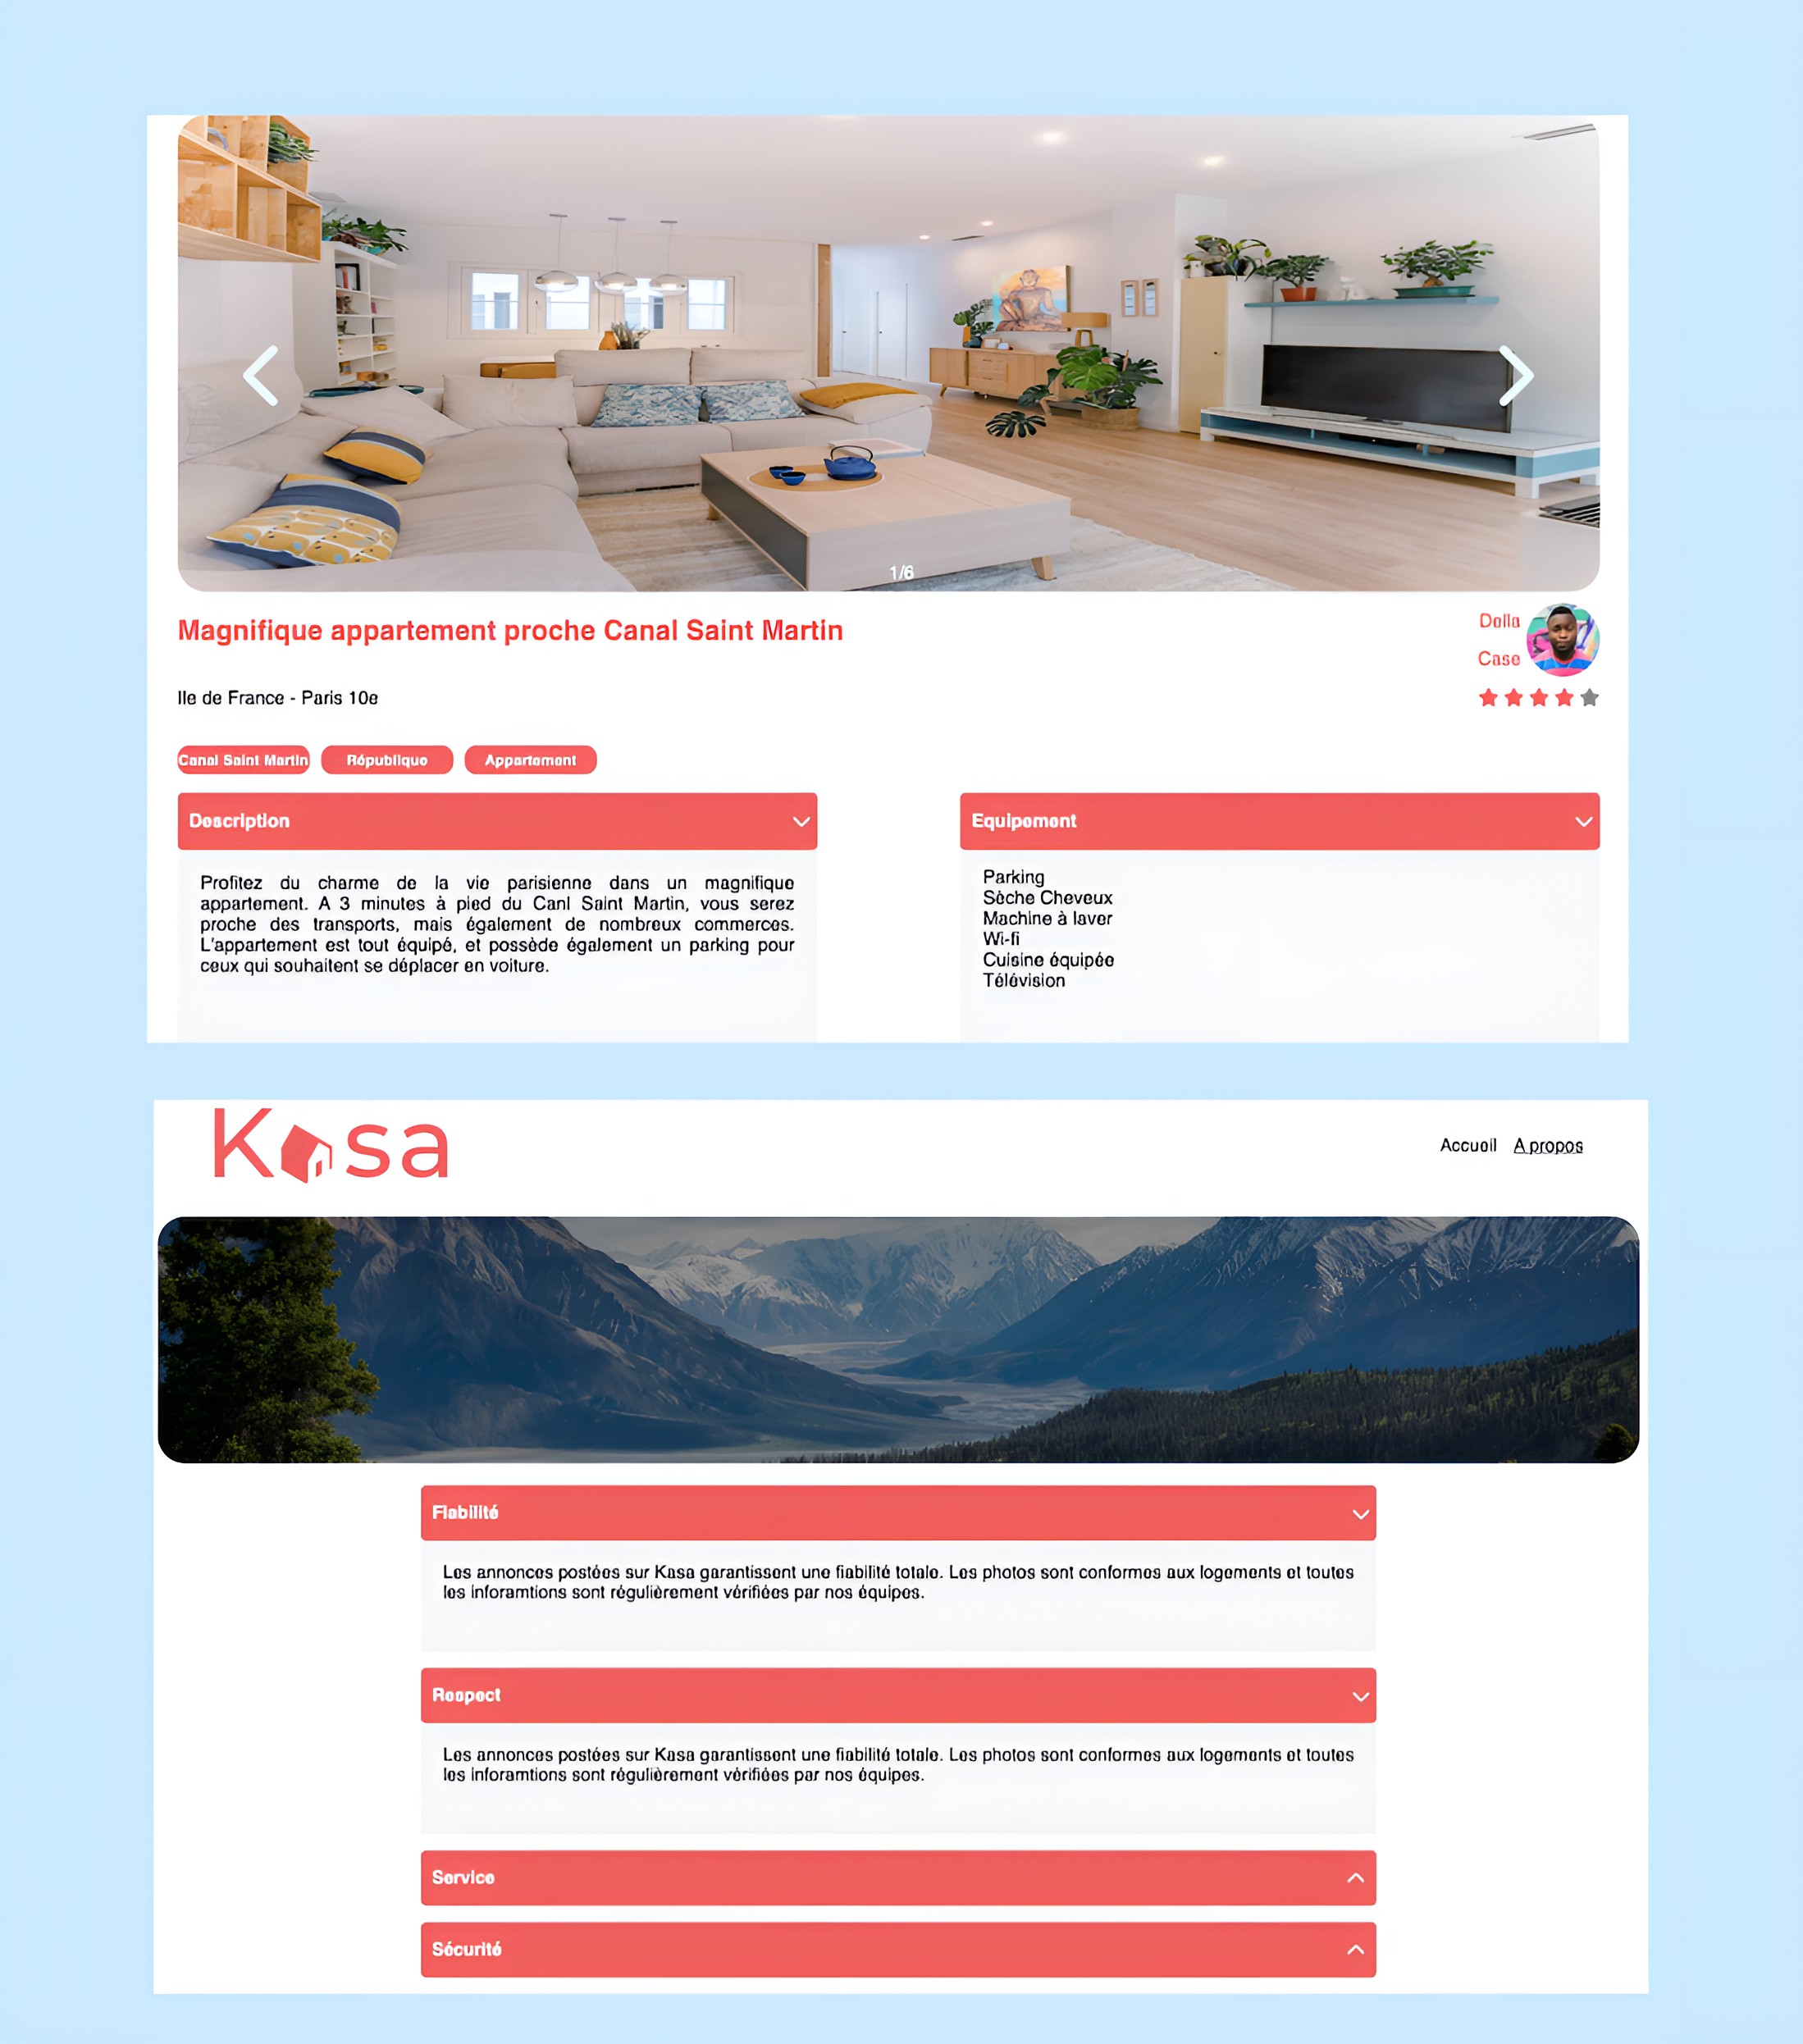 1/6
Magnifique appartement proche Canal Saint Martin
Della
Case
Ile de France - Paris 10e
Canal Saint Martin
République
Appartement
Description
Equipement
Profitez du charme de la vie parisienne dans un magnifique
appartement. A 3 minutes à pied du Canl Saint Martin, vous serez
proche des transports, mais également de nombreux commerces.
L'appartement est tout équipé, et possède également un parking pour
ceux qui souhaitent se déplacer en voiture.
Parking
Sèche Cheveux
Machine à laver
Wi-fi
Cuisine équipée
Télévision
Kasa
Accueil
A propos
Fiabilité
Les annonces postées sur Kasa garantissent une fiabilité totale. Les photos sont conformes aux logements et toutes
les inforamtions sont régulièrement vérifiées par nos équipes.
Respect
Les annonces postées sur Kasa garantissent une fiabilité totale. Les photos sont conformes aux logements et toutes
les inforamtions sont régulièrement vérifiées par nos équipes.
Service
Sécurité